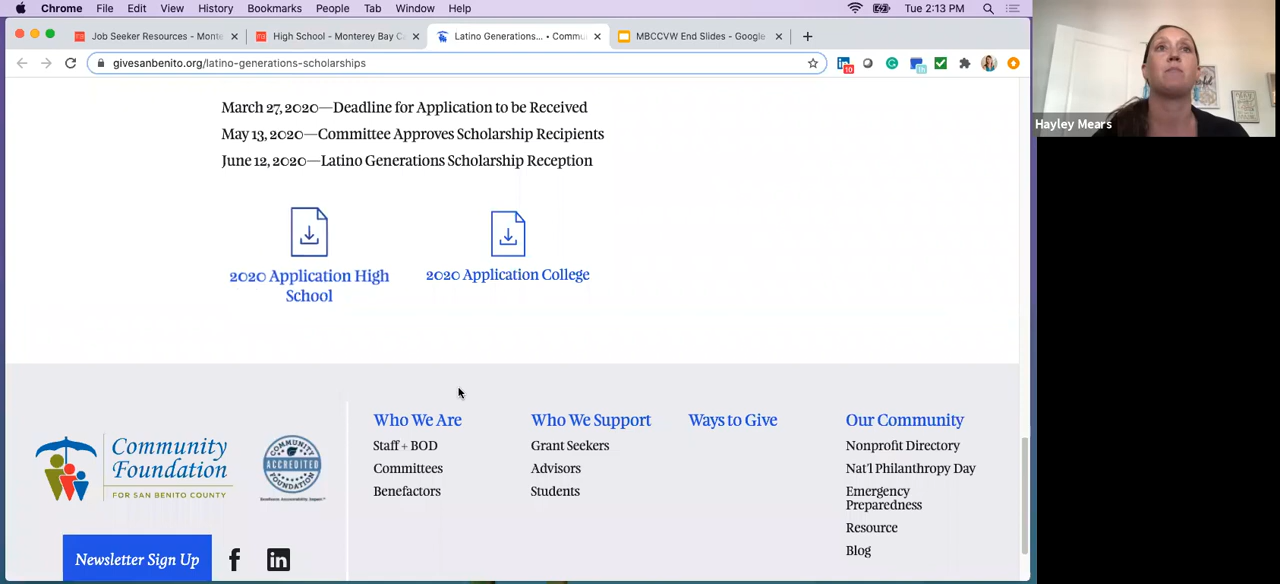 Chrome File Edit View History Bookmarks People Tab Window Help Tue 2:13 PM
Job Seeker Resources - Monte High School - Monterey Bay C Latino Generations... • Commu MBCCVW End Slides - Google
givesanbenito.org/latino-generations-scholarships
10
Hayley Mears
March 27, 2020—Deadline for Application to be Received
May 13, 2020—Committee Approves Scholarship Recipients
June 12, 2020—Latino Generations Scholarship Reception
2020 Application High
School
2020 Application College
Who We Are
Staff + BOD
Committees
Benefactors
Who We Support
Grant Seekers
Advisors
Students
Ways to Give
Our Community
Nonprofit Directory
Nat'l Philanthropy Day
Emergency
Preparedness
Resource
Blog
Community
Foundation
FOR SAN BENITO COUNTY
COMMUNITY
ACCREDITED
FOUNDATION
Newsletter Sign Up